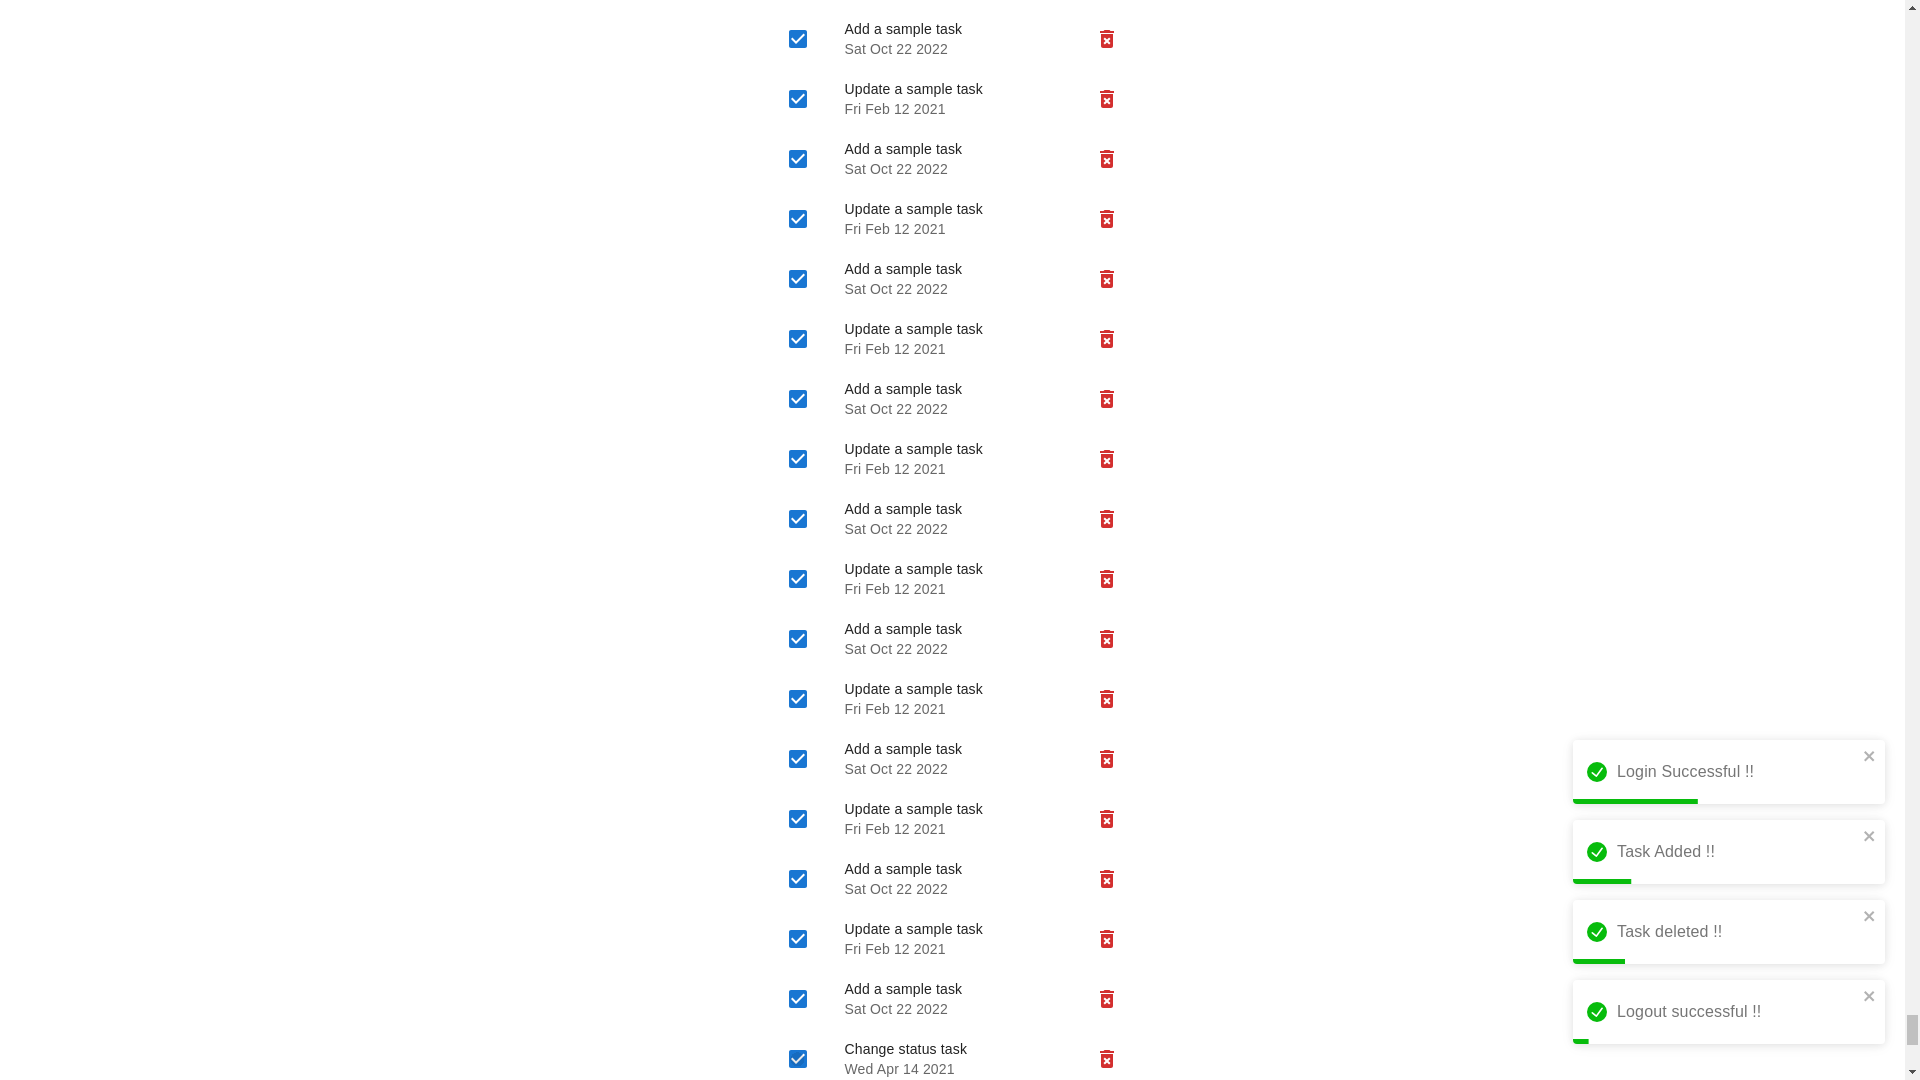 Add a sample task
Sat Oct 22 2022
Update a sample task
Fri Feb 12 2021
Add a sample task
Sat Oct 22 2022
Update a sample task
Fri Feb 12 2021
Add a sample task
Sat Oct 22 2022
Update a sample task
Fri Feb 12 2021
Add a sample task
Sat Oct 22 2022
Update a sample task
Fri Feb 12 2021
Add a sample task
Sat Oct 22 2022
Update a sample task
Fri Feb 12 2021
Add a sample task
Sat Oct 22 2022
Update a sample task
Fri Feb 12 2021
Add a sample task
Sat Oct 22 2022
Update a sample task
Fri Feb 12 2021
Add a sample task
Sat Oct 22 2022
Update a sample task
Fri Feb 12 2021
Add a sample task
Sat Oct 22 2022
Change status task
Wed Apr 14 2021
Login Successful !!
Task Added !!
Task deleted !!
Logout successful !!